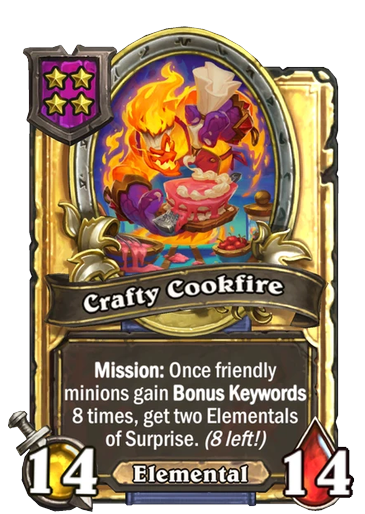 Crafty Cookfire
Mission: Once friendly
minions gain Bonus Keywords
8 times, get two Elementals
of Surprise. (8 left!)
14
Elemental
14